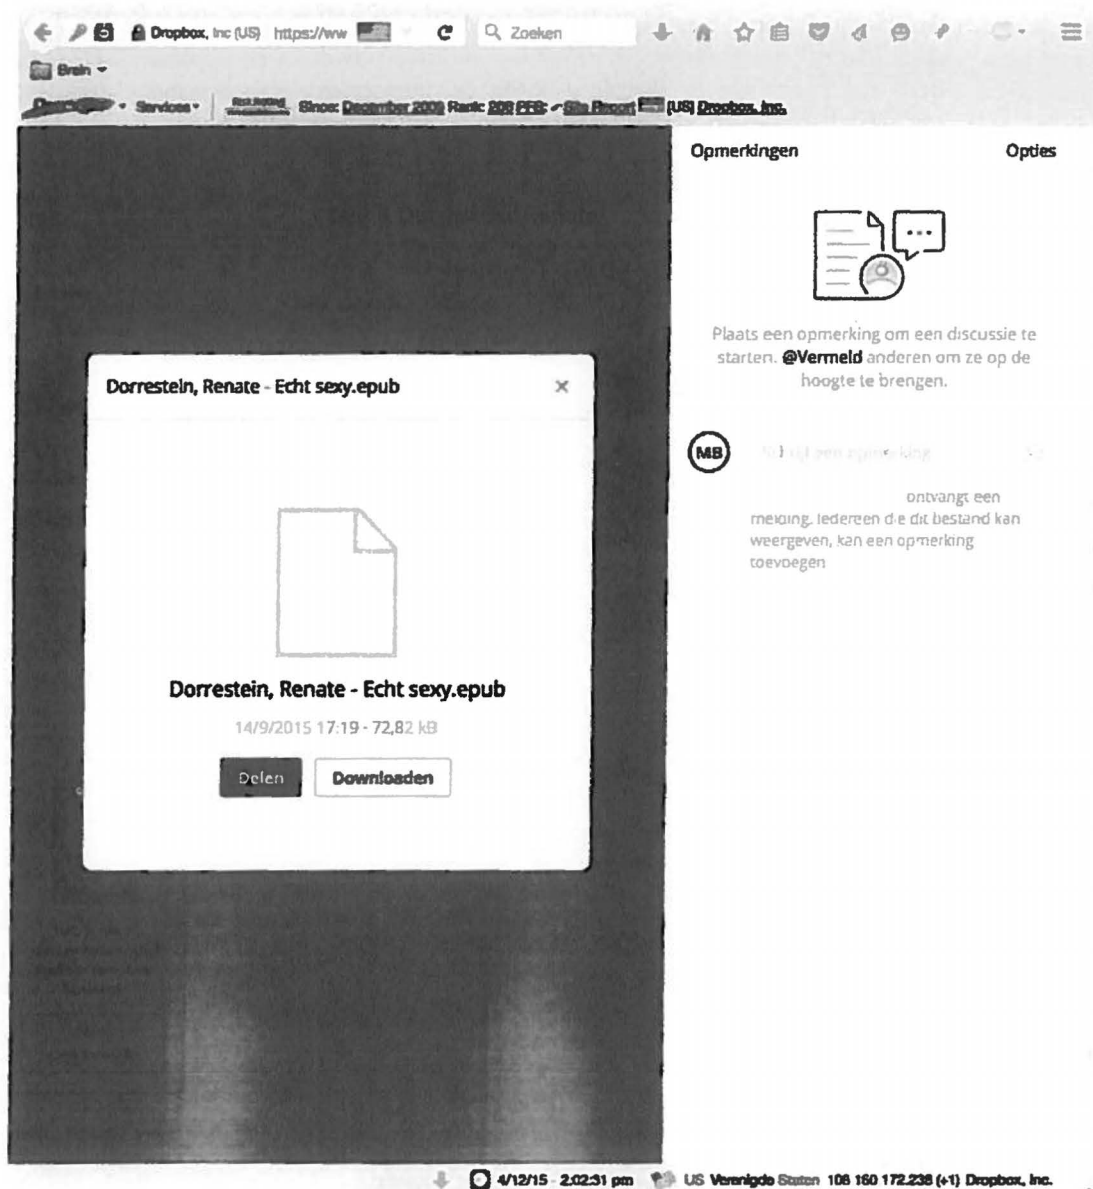 Dropbox, Inc (US) https://ww Zoeken
Brein
Services Risk Rating Since: December 2009 Rank: 208 PFS: Site Report [US] Dropbox, Inc.
Opmerkingen Opties
Plaats een opmerking om een discussie te
starten. @Vermeld anderen om ze op de
hoogte te brengen.
Dorrestein, Renate - Echt sexy.epub
MB
een opmerking
ontvangt een
melding. Iedereen die dit bestand kan
weergeven, kan een opmerking
toevoegen
Dorrestein, Renate - Echt sexy.epub
14/9/2015 17:19 - 72,82 kB
Delen Downloaden
4/12/15 - 2:02:31 pm US Verenigde Staten 108 160 172.238 (+1) Dropbox, Inc.